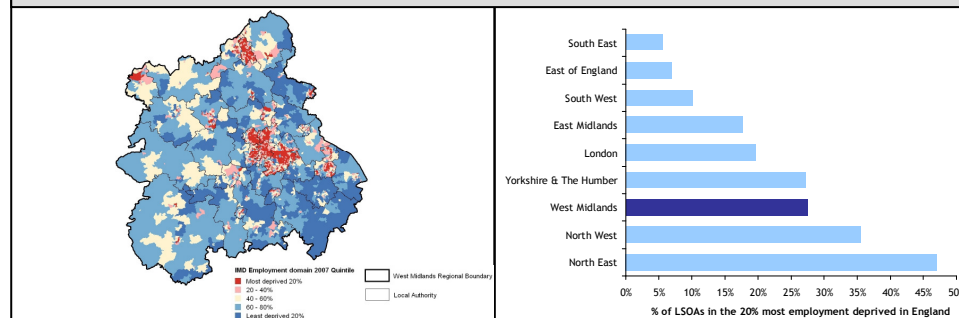 IMD Employment domain 2007 Quintile
Most deprived 20%
20 - 40%
40 - 60%
60 - 80%
Least deprived 20%
West Midlands Regional Boundary
Local Authority
South East
East of England
South West
East Midlands
London
Yorkshire & The Humber
West Midlands
North West
North East
0% 5% 10% 15% 20% 25% 30% 35% 40% 45%
% of LSOAs in the 20% most employment deprived in England